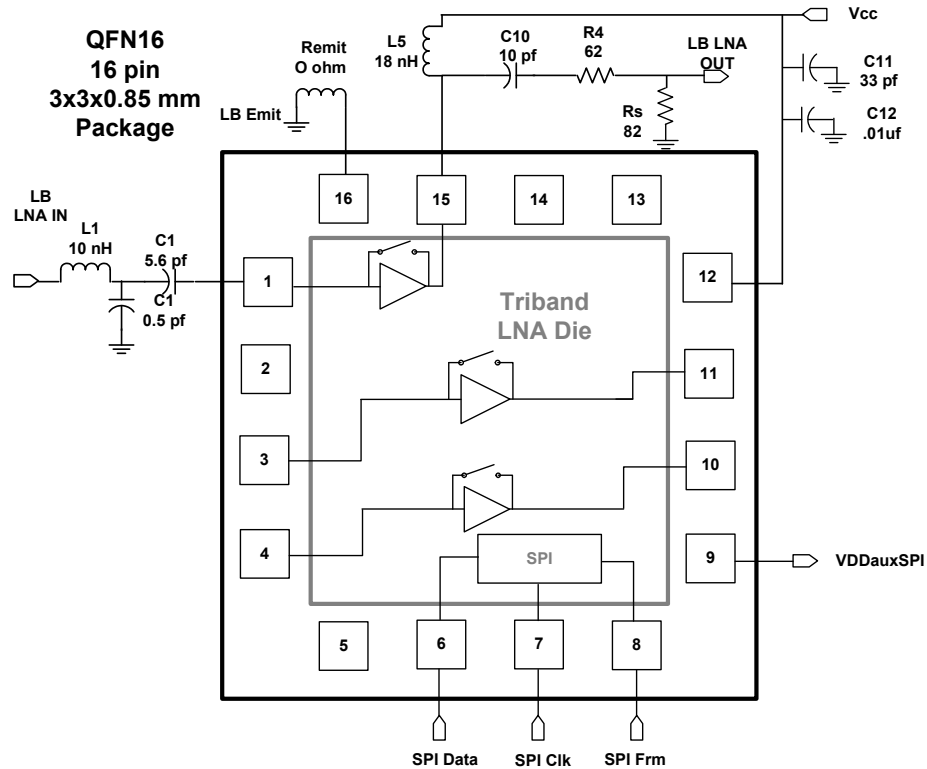 QFN16
16 pin
3x3x0.85 mm
Package
Remit
O ohm
LB Emit
L5
18 nH
C10
10 pf
R4
62
LB LNA
OUT
Rs
82
Vcc
C11
33 pf
C12
.01uf
LB
LNA IN
L1
10 nH
C1
5.6 pf
C1
0.5 pf
16
15
14
13
1
2
3
4
12
11
10
9
Triband
LNA Die
SPI
VDDauxSPI
5
6
7
8
SPI Data
SPI Clk
SPI Frm